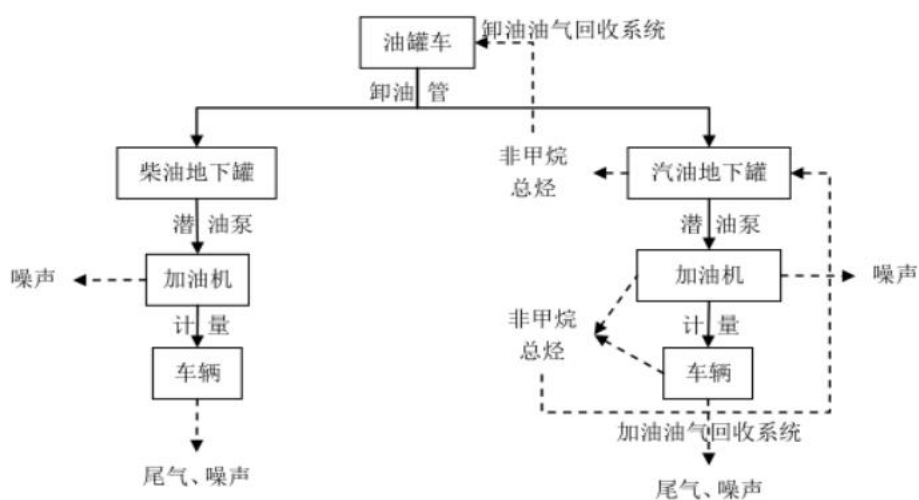 油罐车
卸油油气回收系统
卸油 管
柴油地下罐
非甲烷
总烃
汽油地下罐
潜 油泵
潜 油泵
噪声
加油机
加油机
噪声
计 量
非甲烷
总烃
计 量
车辆
车辆
加油油气回收系统
尾气、噪声
尾气、噪声